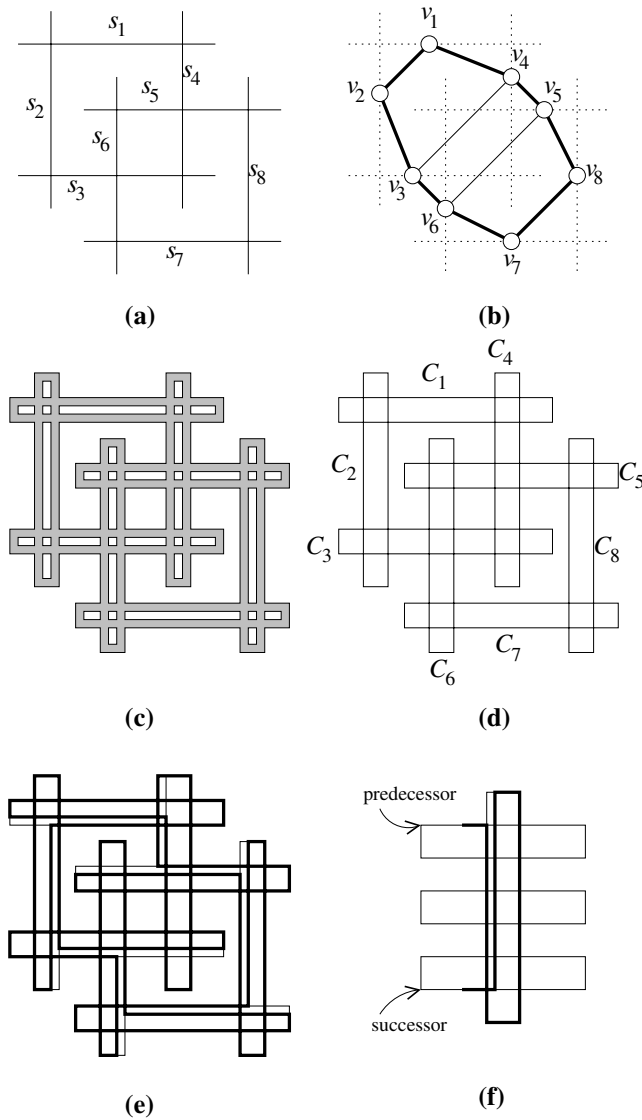 s1
s2
s4
s5
s6
s3
s8
s7
(a)
v1
v4
v2
v5
v3
v8
v6
v7
(b)
(c)
C4
C1
C2
C5
C3
C8
C7
C6
(d)
(e)
predecessor
successor
(f)